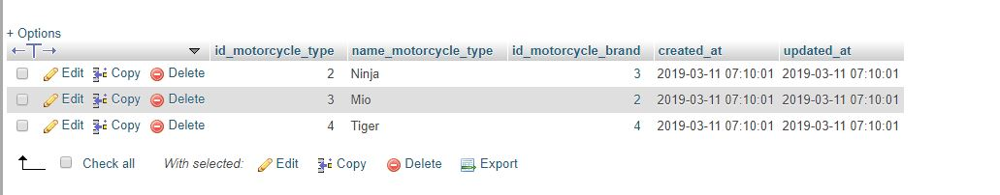 + Options
←T→ id_motorcycle_type name_motorcycle_type id_motorcycle_brand created_at updated_at
Edit Copy Delete 2 Ninja 3 2019-03-11 07:10:01 2019-03-11 07:10:01
Edit Copy Delete 3 Mio 2 2019-03-11 07:10:01 2019-03-11 07:10:01
Edit Copy Delete 4 Tiger 4 2019-03-11 07:10:01 2019-03-11 07:10:01
Check all With selected: Edit Copy Delete Export